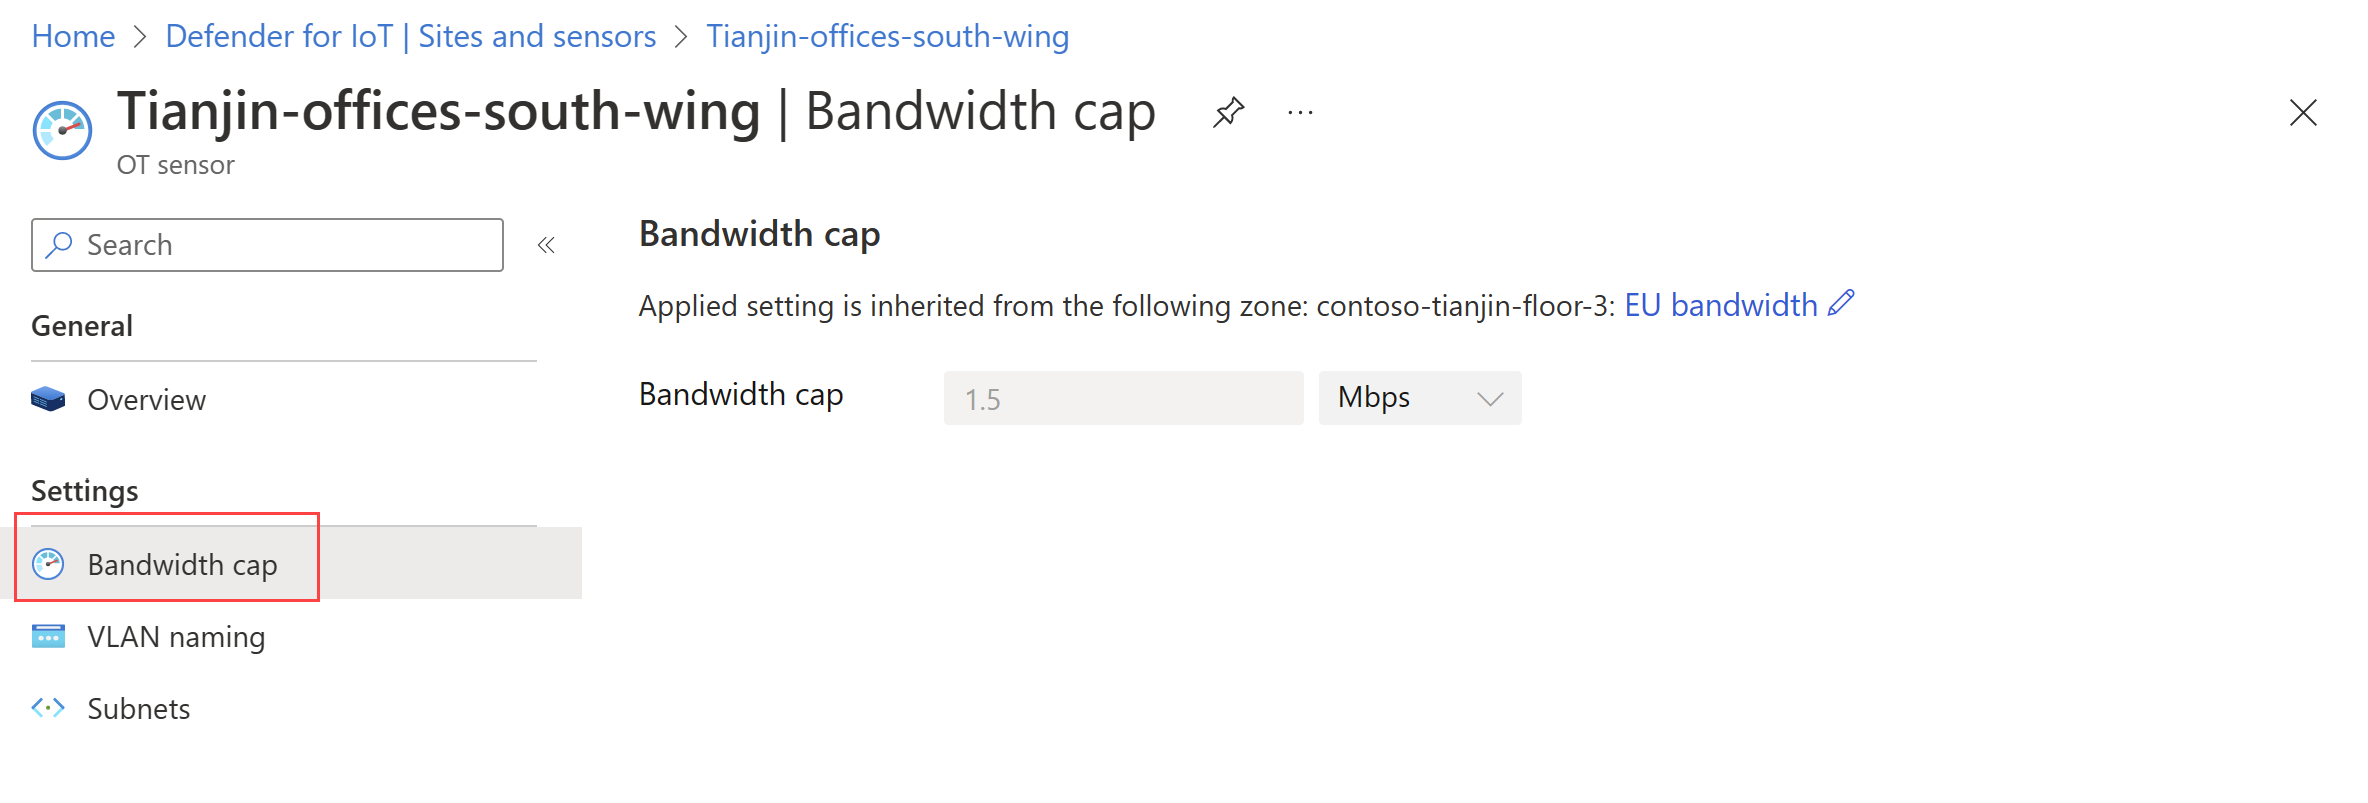 Home > Defender for IoT | Sites and sensors > Tianjin-offices-south-wing
Tianjin-offices-south-wing | Bandwidth cap
OT sensor
Search
General
Overview
Settings
Bandwidth cap
VLAN naming
Subnets
Bandwidth cap
Applied setting is inherited from the following zone: contoso-tianjin-floor-3: EU bandwidth
Bandwidth cap 1.5 Mbps